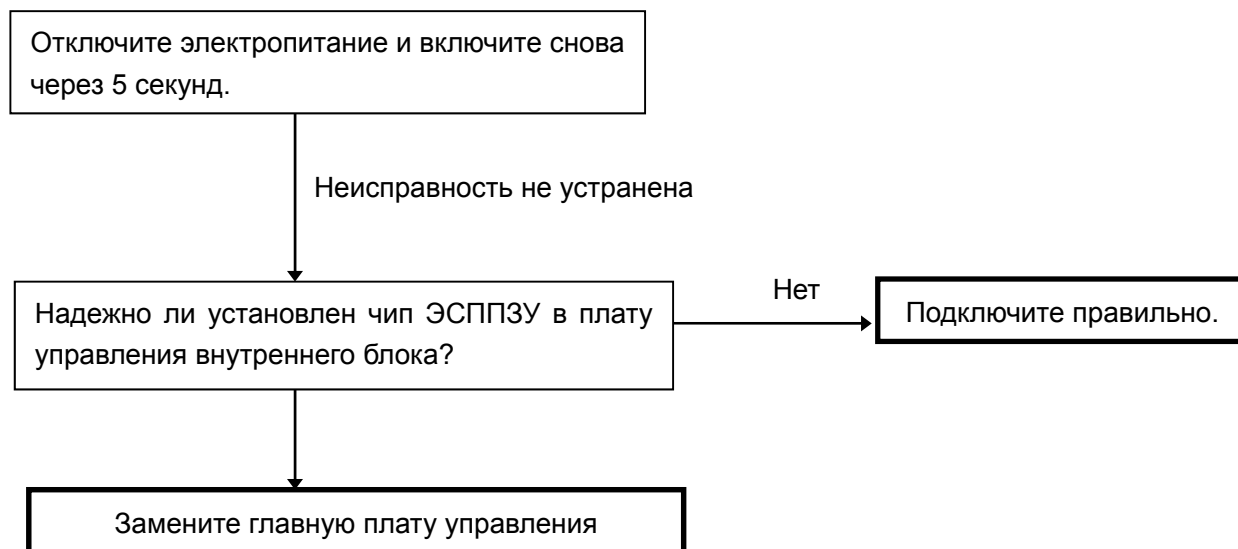 Отключите электропитание и включите снова
через 5 секунд.
Неисправность не устранена
Надежно ли установлен чип ЭСППЗУ в плату
управления внутреннего блока?
Нет
Подключите правильно.
Замените главную плату управления